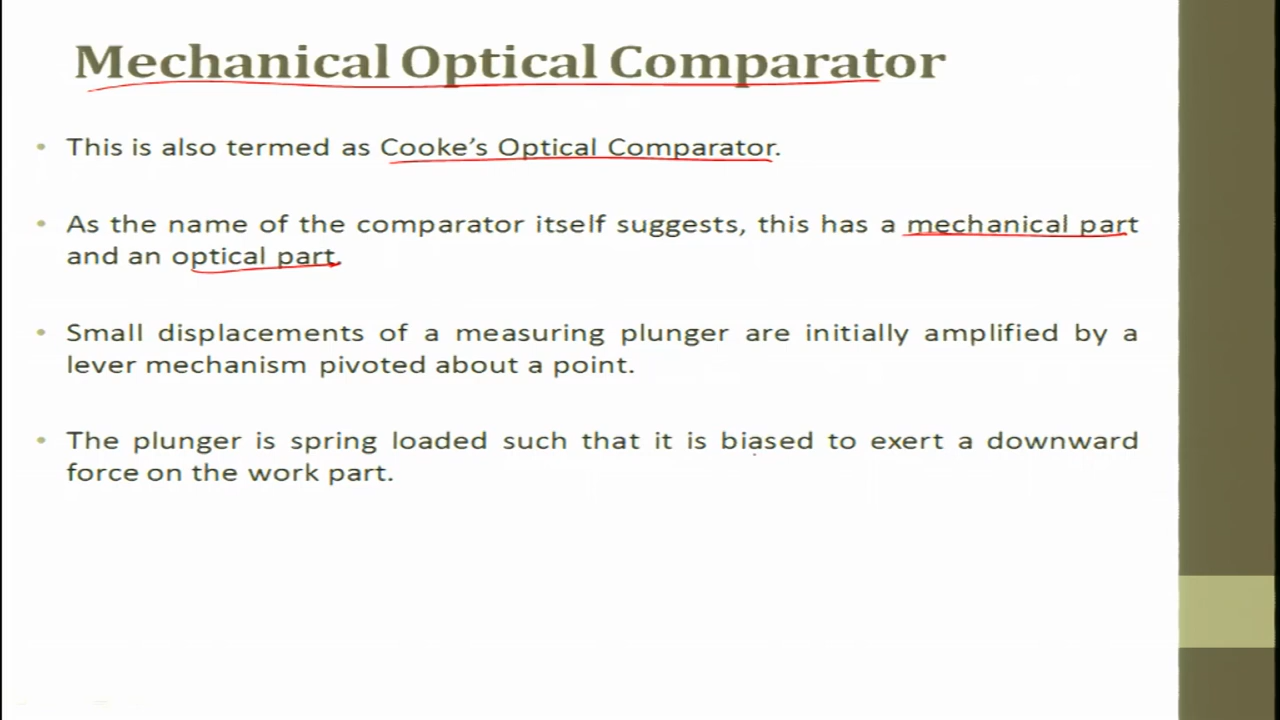 Mechanical Optical Comparator
• This is also termed as Cooke's Optical Comparator.
• As the name of the comparator itself suggests, this has a mechanical part
and an optical part.
• Small displacements of a measuring plunger are initially amplified by a
lever mechanism pivoted about a point.
• The plunger is spring loaded such that it is biased to exert a downward
force on the work part.